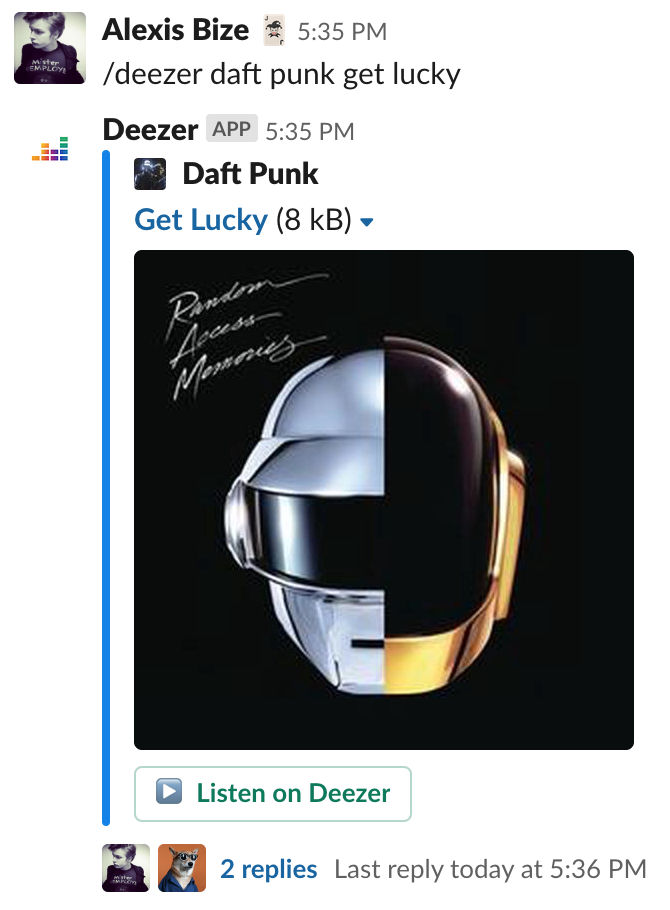 Alexis Bize 🃏 5:35 PM
/deezer daft punk get lucky
Deezer APP 5:35 PM
Daft Punk
Get Lucky (8 kB)
Random
Access
Memories
Listen on Deezer
2 replies Last reply today at 5:36 PM